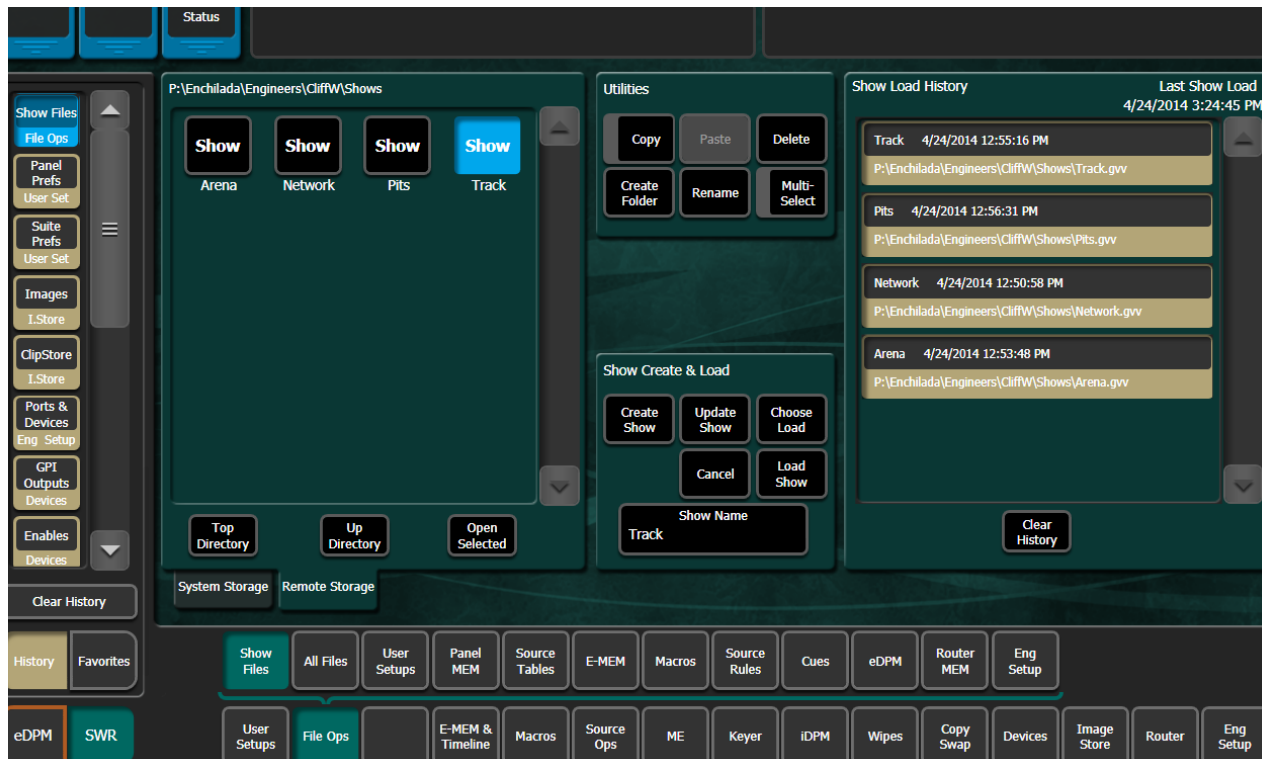 Status
Show Files
File Ops
Panel
Prefs
User Set
Suite
Prefs
User Set
Images
I.Store
ClipStore
I.Store
Ports &
Devices
Eng Setup
GPI
Outputs
Devices
Enables
Devices
Clear History
History
Favorites
eDPM
SWR
P:\Enchilada\Engineers\CliffW\Shows
Show
Show
Show
Show
Arena
Network
Pits
Track
Top
Directory
Up
Directory
Open
Selected
System Storage
Remote Storage
Utilities
Copy
Paste
Delete
Create
Folder
Rename
Multi-
Select
Show Create & Load
Create
Show
Update
Show
Choose
Load
Cancel
Load
Show
Show Name
Track
Show Load History
Last Show Load
4/24/2014 3:24:45 PM
Track 4/24/2014 12:55:16 PM
P:\Enchilada\Engineers\CliffW\Shows\Track.gvv
Pits 4/24/2014 12:56:31 PM
P:\Enchilada\Engineers\CliffW\Shows\Pits.gvv
Network 4/24/2014 12:50:58 PM
P:\Enchilada\Engineers\CliffW\Shows\Network.gvv
Arena 4/24/2014 12:53:48 PM
P:\Enchilada\Engineers\CliffW\Shows\Arena.gvv
Clear
History
Show
Files
All Files
User
Setups
Panel
MEM
Source
Tables
E-MEM
Macros
Source
Rules
Cues
eDPM
Router
MEM
Eng
Setup
User
Setups
File Ops
E-MEM &
Timeline
Macros
Source
Ops
ME
Keyer
iDPM
Wipes
Copy
Swap
Devices
Image
Store
Router
Eng
Setup